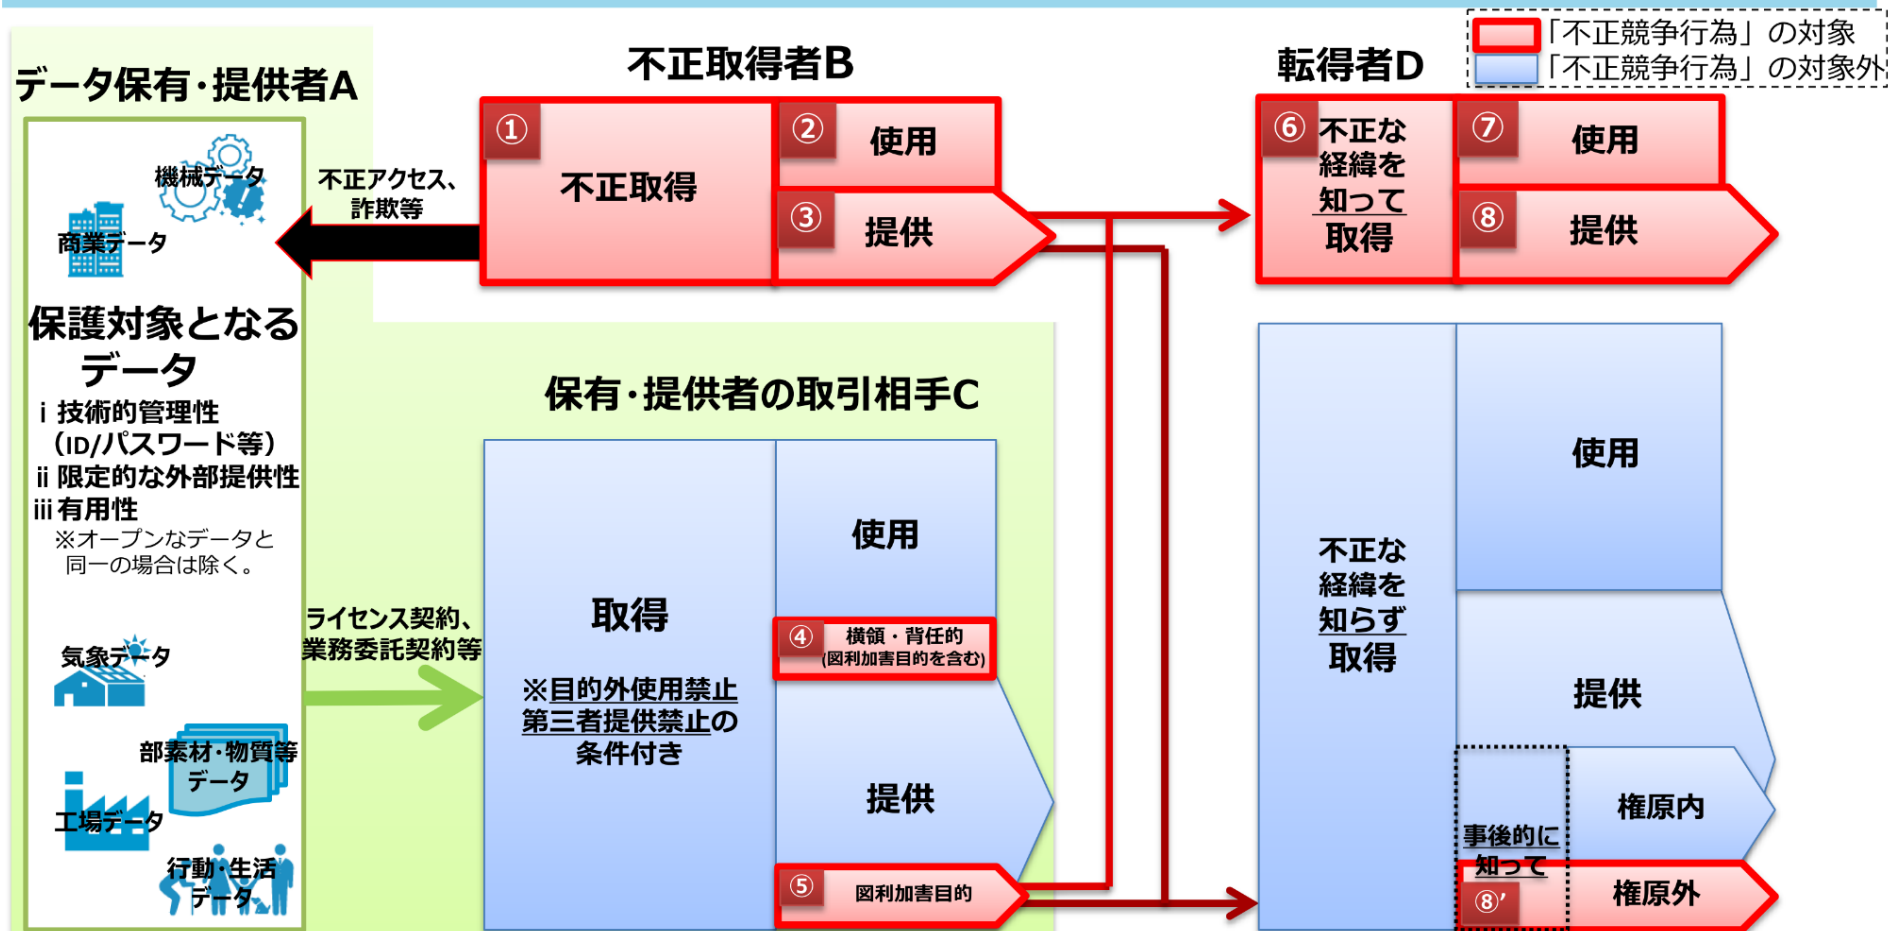 「不正競争行為」の対象
「不正競争行為」の対象外
データ保有・提供者A
機械データ
商業データ
保護対象となる
データ
ⅰ 技術的管理性
（ID/パスワード等）
ⅱ 限定的な外部提供性
ⅲ 有用性
※オープンなデータと
同一の場合は除く。
気象データ
部素材・物質等
データ
工場データ
行動・生活
データ
不正アクセス、
詐欺等
ライセンス契約、
業務委託契約等
不正取得者B
①
不正取得
②
使用
③
提供
保有・提供者の取引相手C
取得
※目的外使用禁止
第三者提供禁止の
条件付き
使用
④
横領・背任的
(図利加害目的を含む)
提供
⑤
図利加害目的
転得者D
⑥
不正な
経緯を
知って
取得
⑦
使用
⑧
提供
不正な
経緯を
知らず
取得
使用
提供
事後的に
知って
権原内
⑧’
権原外